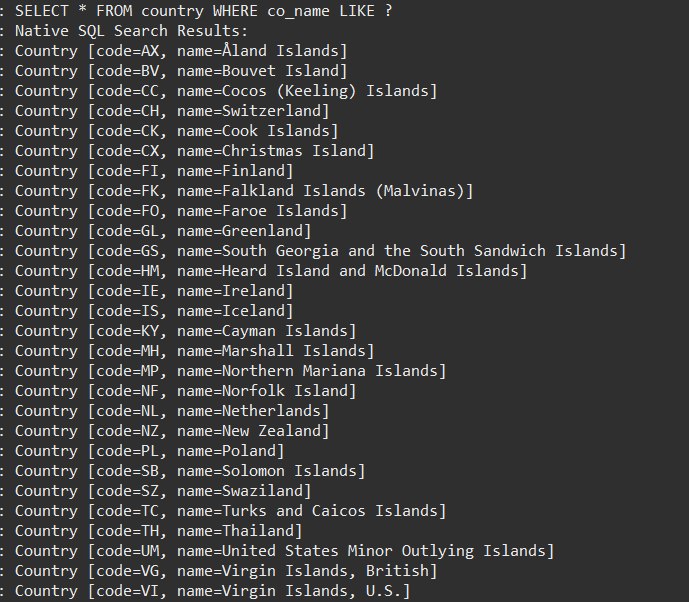 : SELECT * FROM country WHERE co_name LIKE ?
: Native SQL Search Results:
: Country [code=AX, name=Åland Islands]
: Country [code=BV, name=Bouvet Island]
: Country [code=CC, name=Cocos (Keeling) Islands]
: Country [code=CH, name=Switzerland]
: Country [code=CK, name=Cook Islands]
: Country [code=CX, name=Christmas Island]
: Country [code=FI, name=Finland]
: Country [code=FK, name=Falkland Islands (Malvinas)]
: Country [code=FO, name=Faroe Islands]
: Country [code=GL, name=Greenland]
: Country [code=GS, name=South Georgia and the South Sandwich Islands]
: Country [code=HM, name=Heard Island and McDonald Islands]
: Country [code=IE, name=Ireland]
: Country [code=IS, name=Iceland]
: Country [code=KY, name=Cayman Islands]
: Country [code=MH, name=Marshall Islands]
: Country [code=MP, name=Northern Mariana Islands]
: Country [code=NF, name=Norfolk Island]
: Country [code=NL, name=Netherlands]
: Country [code=NZ, name=New Zealand]
: Country [code=PL, name=Poland]
: Country [code=SB, name=Solomon Islands]
: Country [code=SZ, name=Swaziland]
: Country [code=TC, name=Turks and Caicos Islands]
: Country [code=TH, name=Thailand]
: Country [code=UM, name=United States Minor Outlying Islands]
: Country [code=VG, name=Virgin Islands, British]
: Country [code=VI, name=Virgin Islands, U.S.]